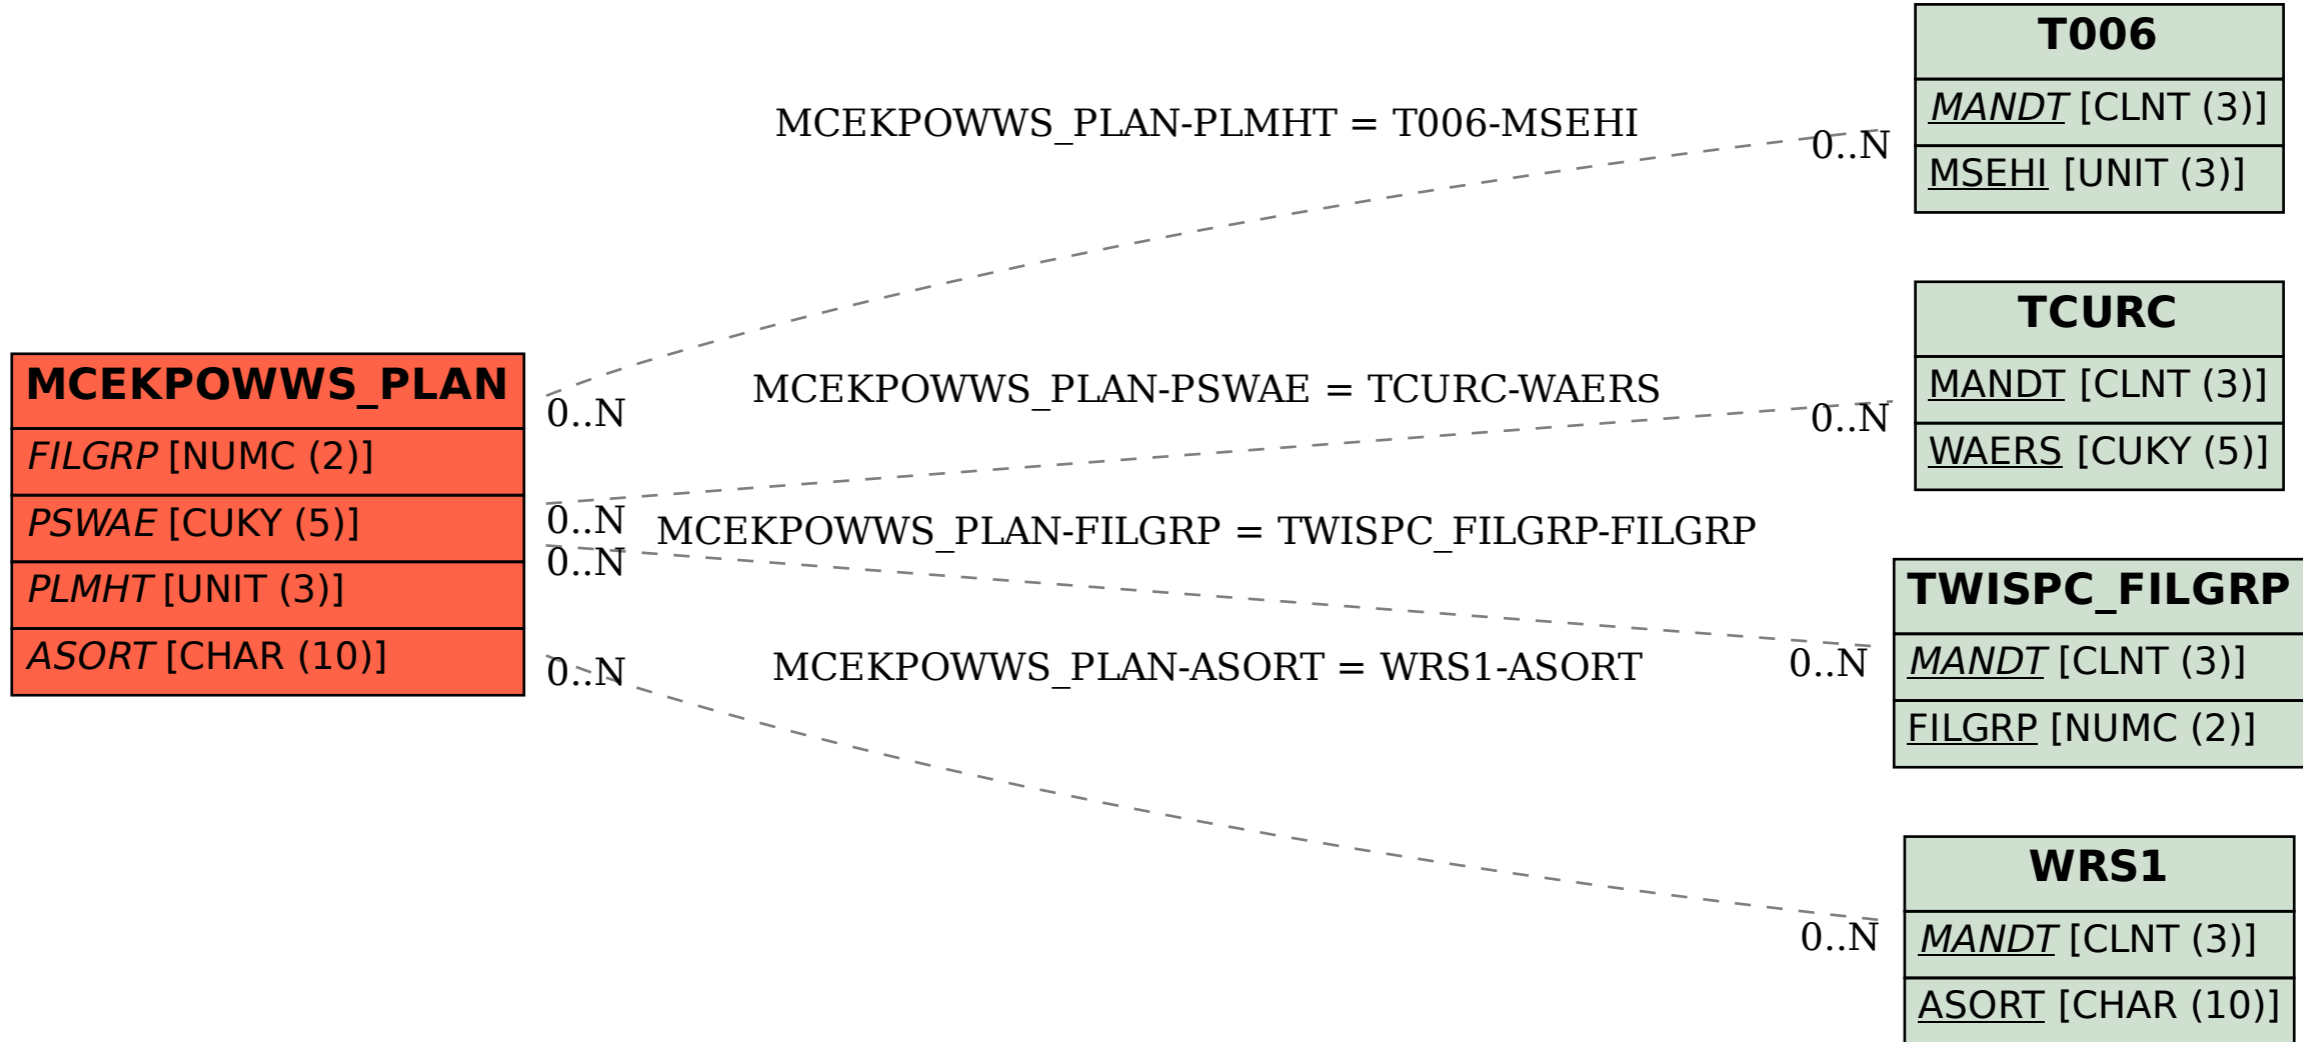 T006
MANDT [CLNT (3)]
MSEHI [UNIT (3)]
MCEKPOWWS_PLAN-PLMHT = T006-MSEHI
0..N
TCURC
MANDT [CLNT (3)]
WAERS [CUKY (5)]
MCEKPOWWS_PLAN
FILGRP [NUMC (2)]
PSWAE [CUKY (5)]
PLMHT [UNIT (3)]
ASORT [CHAR (10)]
0..N
MCEKPOWWS_PLAN-PSWAE = TCURC-WAERS
0..N
0..N
MCEKPOWWS_PLAN-FILGRP = TWISPC_FILGRP-FILGRP
0..N
TWISPC_FILGRP
MANDT [CLNT (3)]
FILGRP [NUMC (2)]
0..N
MCEKPOWWS_PLAN-ASORT = WRS1-ASORT
0..N
WRS1
MANDT [CLNT (3)]
ASORT [CHAR (10)]
0..N